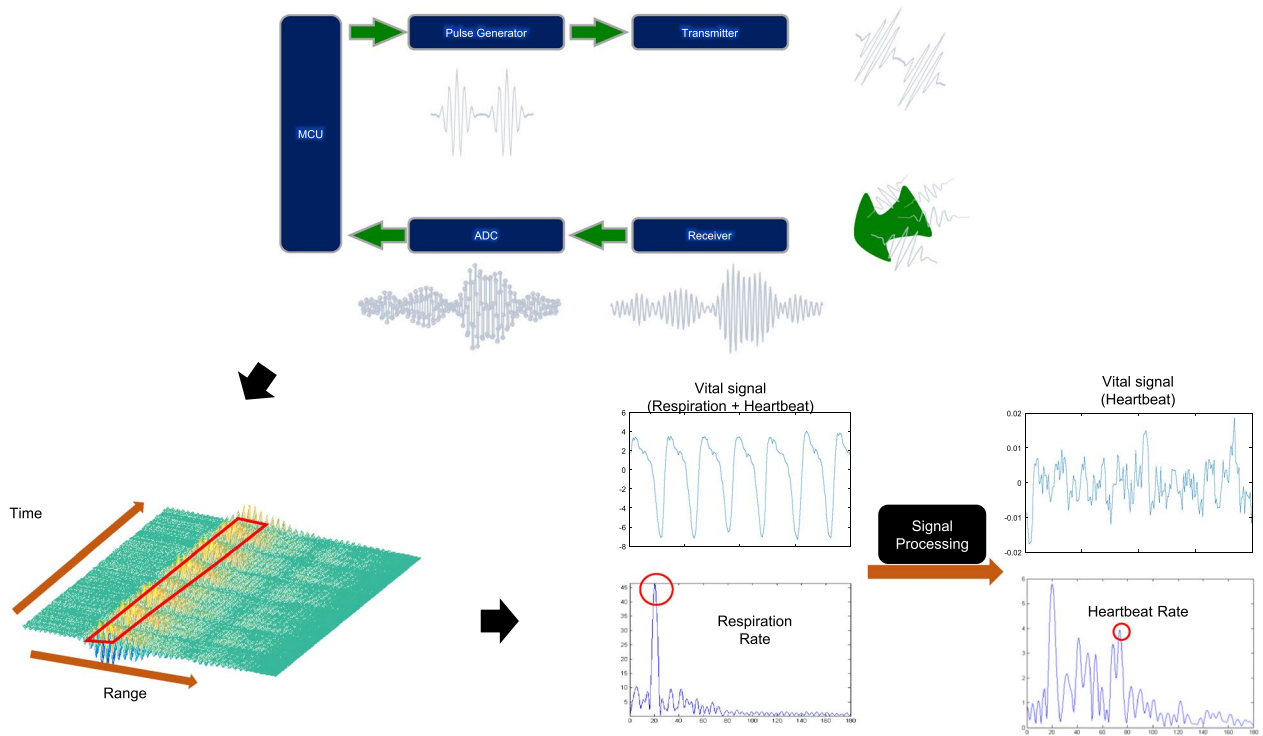 Pulse Generator
Transmitter
MCU
ADC
Receiver
Vital signal
(Respiration + Heartbeat)
6
4
2
0
-2
-4
-6
-8
Vital signal
(Heartbeat)
0.02
0.01
0
-0.01
-0.02
Signal
Processing
Time
Range
45
40
35
30
25
20
15
10
5
0 20 40 60 80 100 120 140 160 180
Respiration
Rate
6
5
4
3
2
1
0
0 20 40 60 80 100 120 140 160 180
Heartbeat Rate